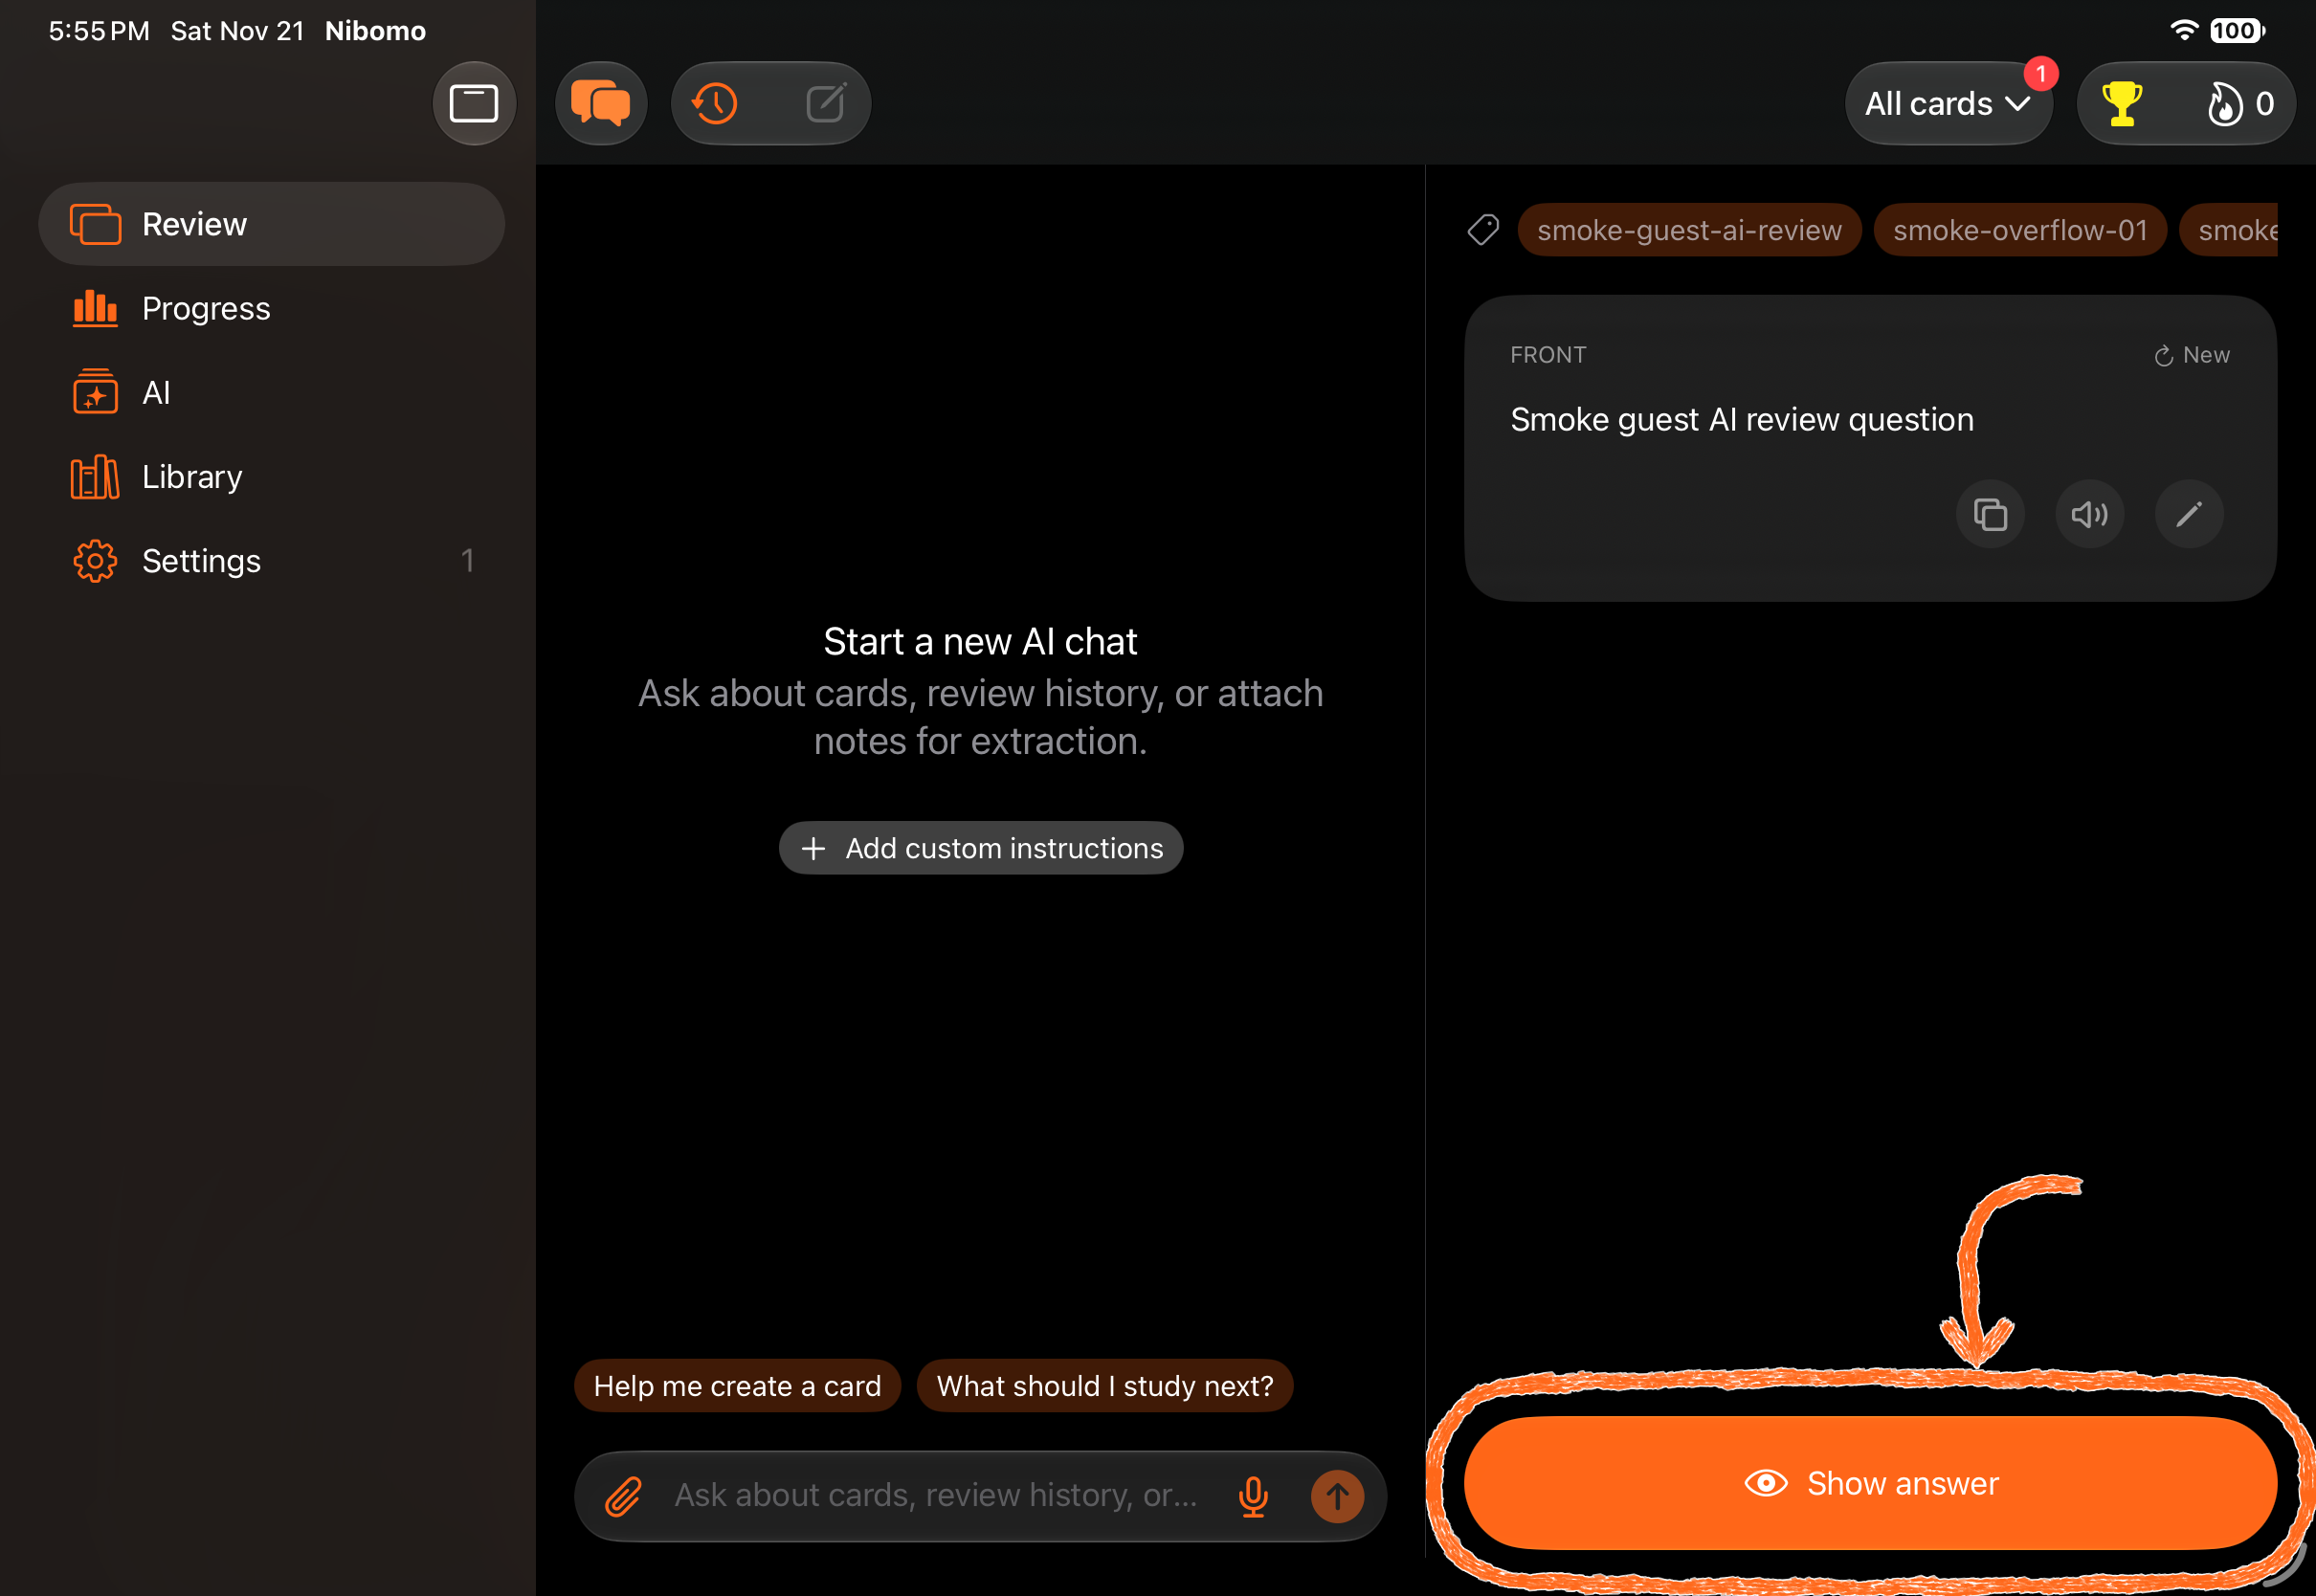 5:55 PM Sat Nov 21 Nibomo
100
All cards
1
0
Review
Progress
AI
Library
Settings 1
Start a new AI chat
Ask about cards, review history, or attach
notes for extraction.
Add custom instructions
Help me create a card
What should I study next?
Ask about cards, review history, or...
smoke-guest-ai-review
smoke-overflow-01
smoke
FRONT
New
Smoke guest AI review question
Show answer